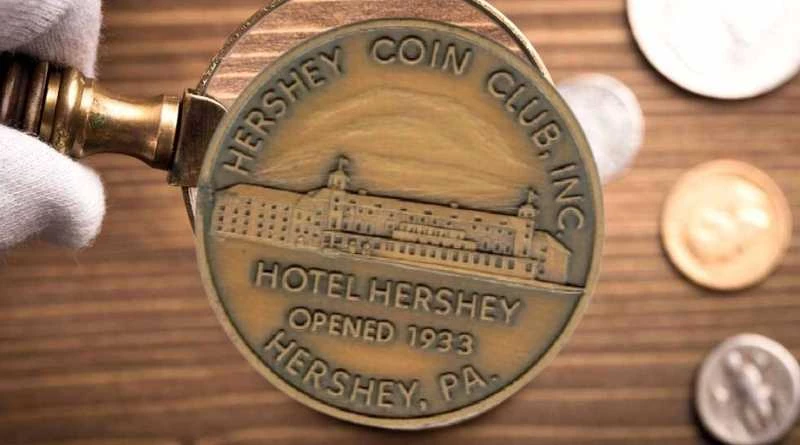 HERSHEY COIN CLUB, INC.
HOTEL HERSHEY
OPENED 1933
HERSHEY, PA.